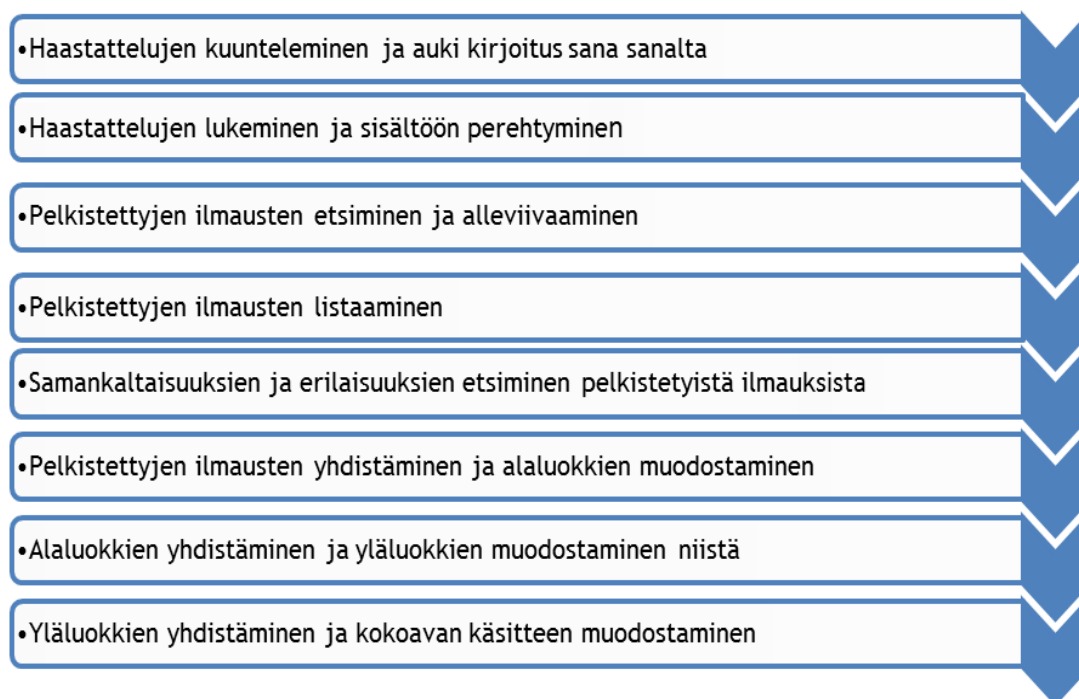 •Haastattelujen kuunteleminen ja auki kirjoitus sana sanalta
•Haastattelujen lukeminen ja sisältöön perehtyminen
•Pelkistettyjen ilmausten etsiminen ja alleviivaaminen
•Pelkistettyjen ilmausten listaaminen
•Samankaltaisuuksien ja erilaisuuksien etsiminen pelkistetyistä ilmauksista
•Pelkistettyjen ilmausten yhdistäminen ja alaluokkien muodostaminen
•Alaluokkien yhdistäminen ja yläluokkien muodostaminen niistä
•Yläluokkien yhdistäminen ja kokoavan käsitteen muodostaminen